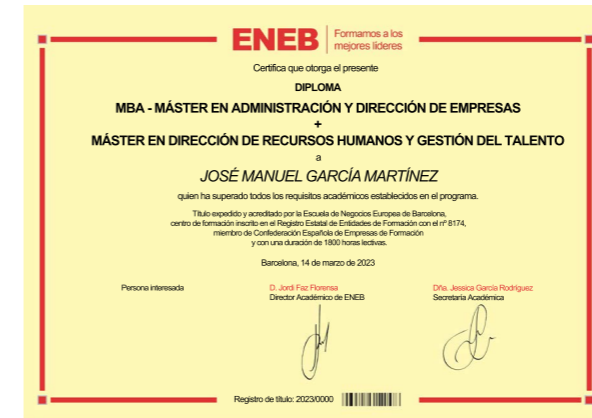 ENEB
Formamos a los
mejores líderes
Certifica que otorga el presente
DIPLOMA
MBA - MÁSTER EN ADMINISTRACIÓN Y DIRECCIÓN DE EMPRESAS
+
MÁSTER EN DIRECCIÓN DE RECURSOS HUMANOS Y GESTIÓN DEL TALENTO
a
JOSÉ MANUEL GARCÍA MARTÍNEZ
quien ha superado todos los requisitos académicos establecidos en el programa.
Título expedido y acreditado por la Escuela de Negocios Europea de Barcelona,
centro de formación inscrito en el Registro Estatal de Entidades de Formación con el nº 8174,
miembro de Confederación Española de Empresas de Formación
y con una duración de 1800 horas lectivas.
Barcelona, 14 de marzo de 2023
Persona interesada
D. Jordi Faz Florensa
Director Académico de ENEB
Dña. Jessica García Rodríguez
Secretaria Académica
Registro de título: 2023/0000